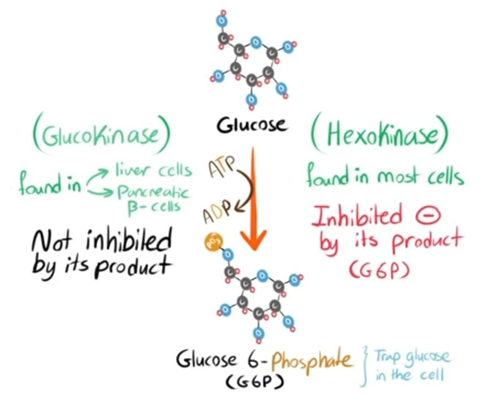 Glucose
(Glucokinase)
found in
liver cells
Pancreatic
β-cells
Not inhibited
by its product
ATP
ADP
(Hexokinase)
found in most cells
Inhibited ⊖
by its product
(G6P)
Glucose 6-Phosphate
(G6P)
Trap glucose
in the cell